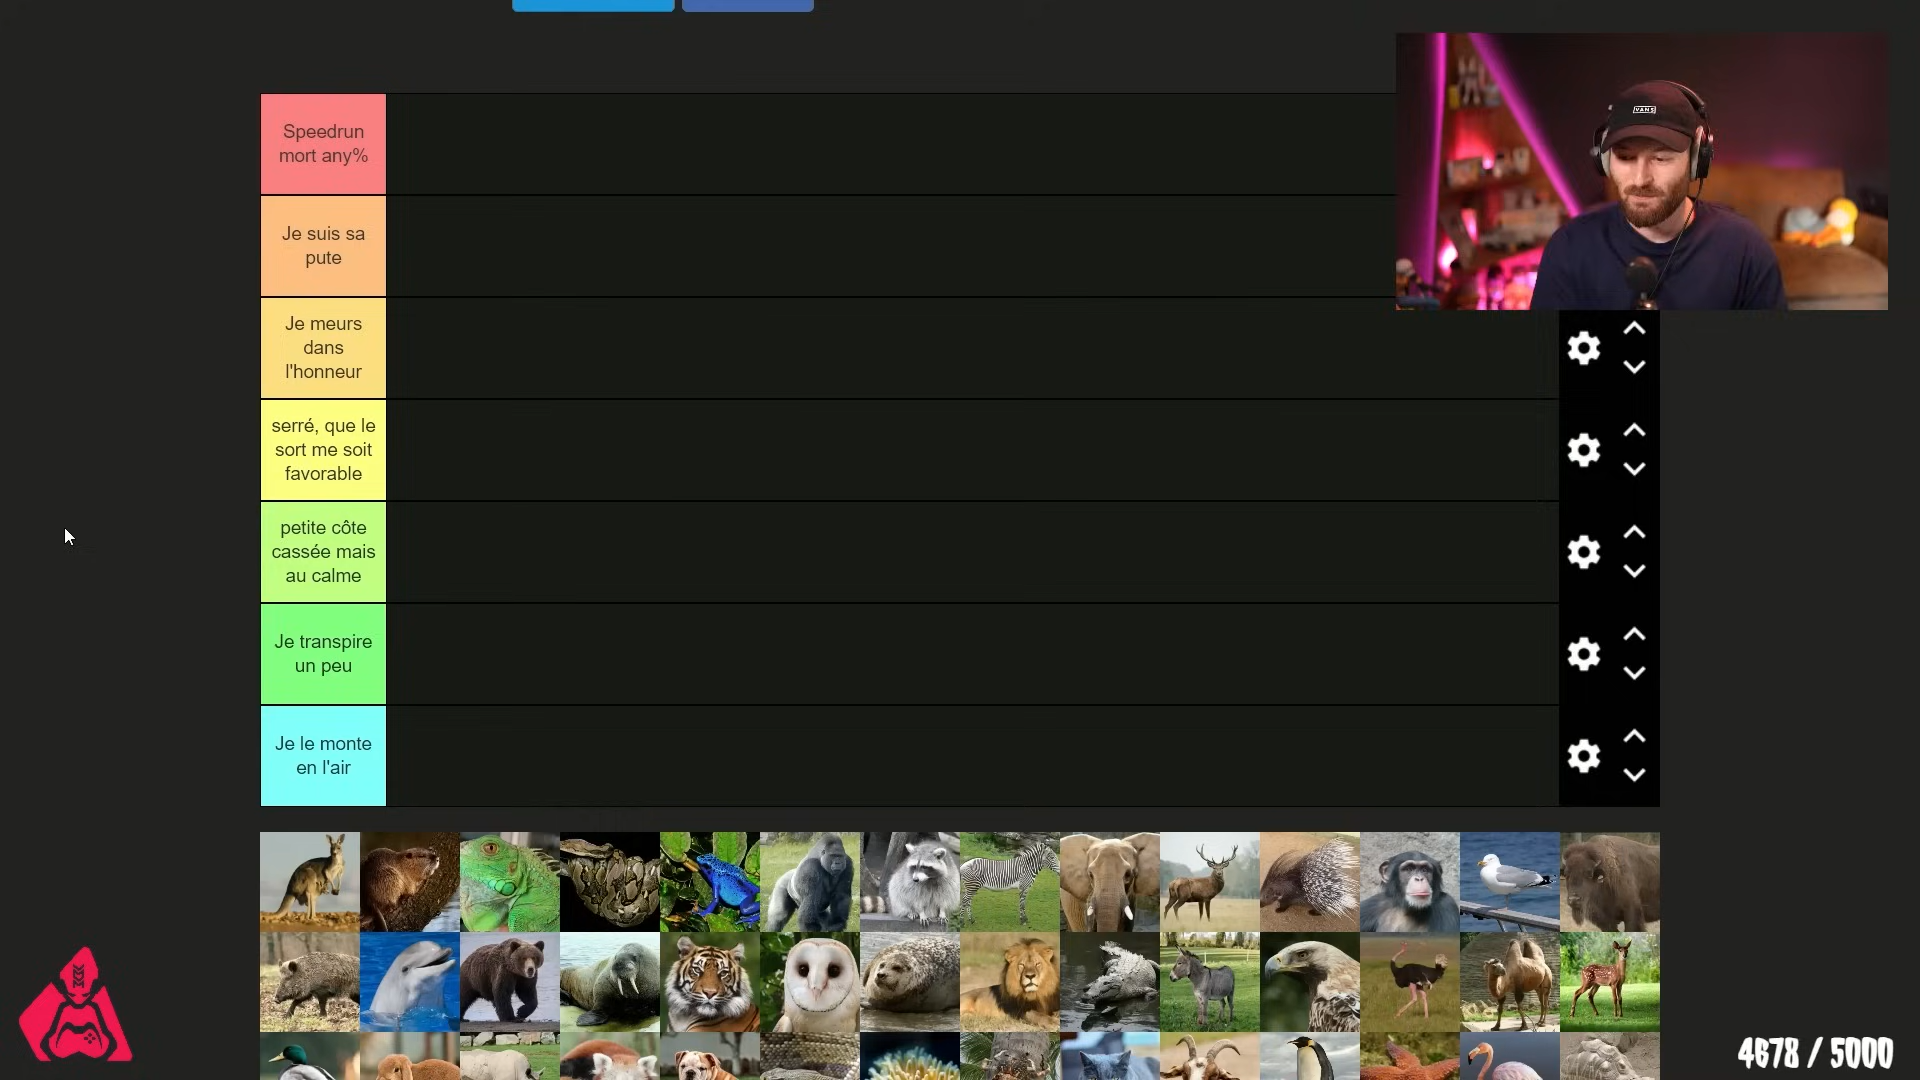 VANS
Speedrun
mort any%
Je suis sa
pute
Je meurs
dans
l'honneur
serré, que le
sort me soit
favorable
petite côte
cassée mais
au calme
Je transpire
un peu
Je le monte
en l'air
4678 / 5000